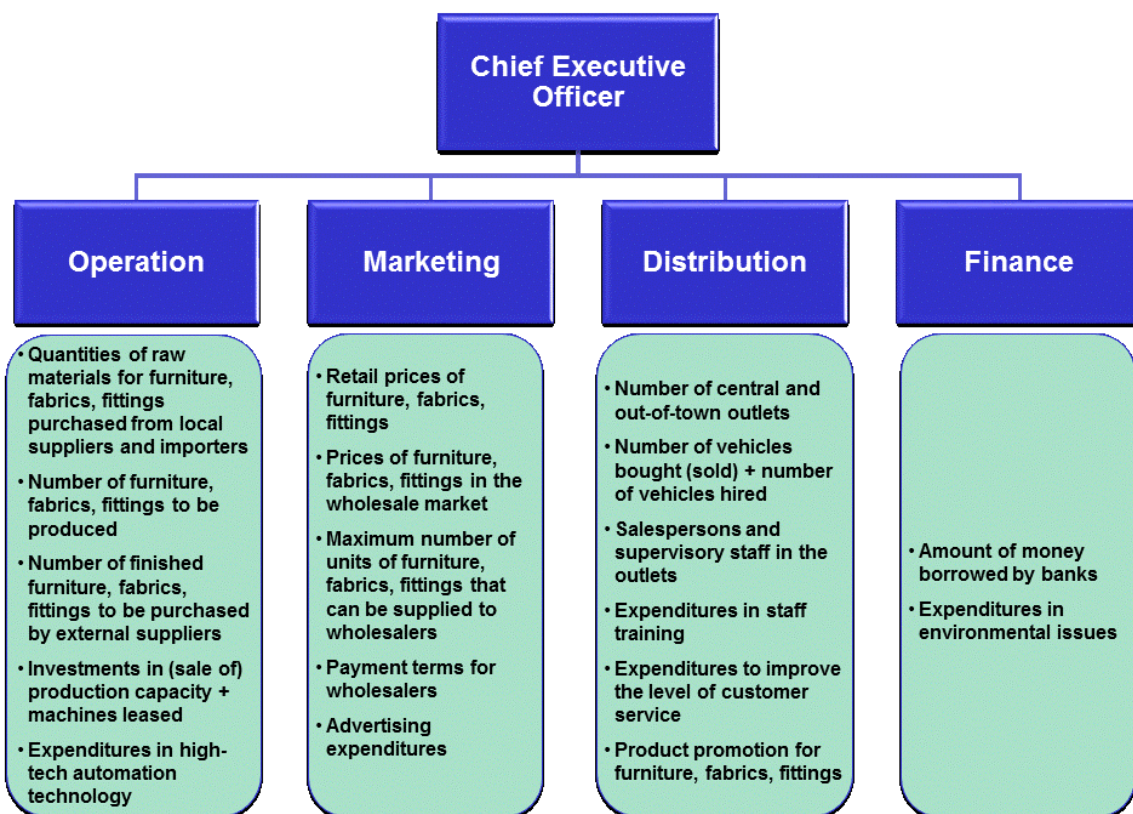 Chief Executive
Officer
Operation
Marketing
Distribution
Finance
• Quantities of raw
materials for furniture,
fabrics, fittings
purchased from local
suppliers and importers
• Number of furniture,
fabrics, fittings to be
produced
• Number of finished
furniture, fabrics,
fittings to be purchased
by external suppliers
• Investments in (sale of)
production capacity +
machines leased
• Expenditures in high-
tech automation
technology
• Retail prices of
furniture, fabrics,
fittings
• Prices of furniture,
fabrics, fittings in the
wholesale market
• Maximum number of
units of furniture,
fabrics, fittings that
can be supplied to
wholesalers
• Payment terms for
wholesalers
• Advertising
expenditures
• Number of central and
out-of-town outlets
• Number of vehicles
bought (sold) + number
of vehicles hired
• Salespersons and
supervisory staff in the
outlets
• Expenditures in staff
training
• Expenditures to improve
the level of customer
service
• Product promotion for
furniture, fabrics, fittings
• Amount of money
borrowed by banks
• Expenditures in
environmental issues